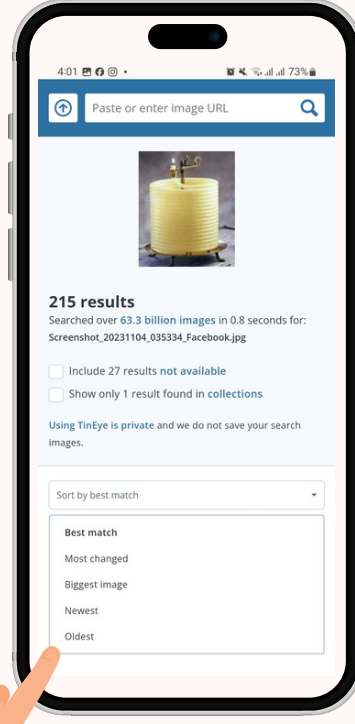 4:01
73%
Paste or enter image URL
215 results
Searched over 63.3 billion images in 0.8 seconds for:
Screenshot_20231104_035334_Facebook.jpg
Include 27 results not available
Show only 1 result found in collections
Using TinEye is private and we do not save your search
images.
Sort by best match
Best match
Most changed
Biggest image
Newest
Oldest